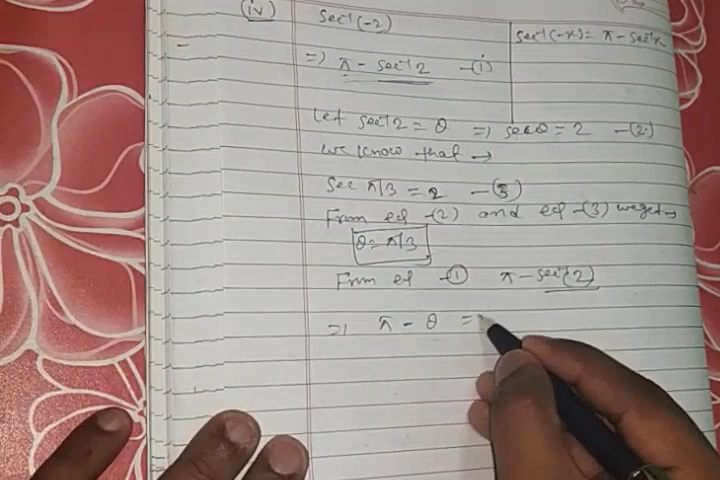 (iv) sec⁻¹(-2)
sec⁻¹(-x) = π - sec⁻¹x
=) π - sec⁻¹2 -(i)
Let sec⁻¹2 = θ =) secθ = 2 -(2)
we know that →
Sec π/3 = 2 -(3)
From eq -(2) and eq -(3) we get →
θ = π/3
From eq -① π - sec⁻¹(2)
=) π - θ =